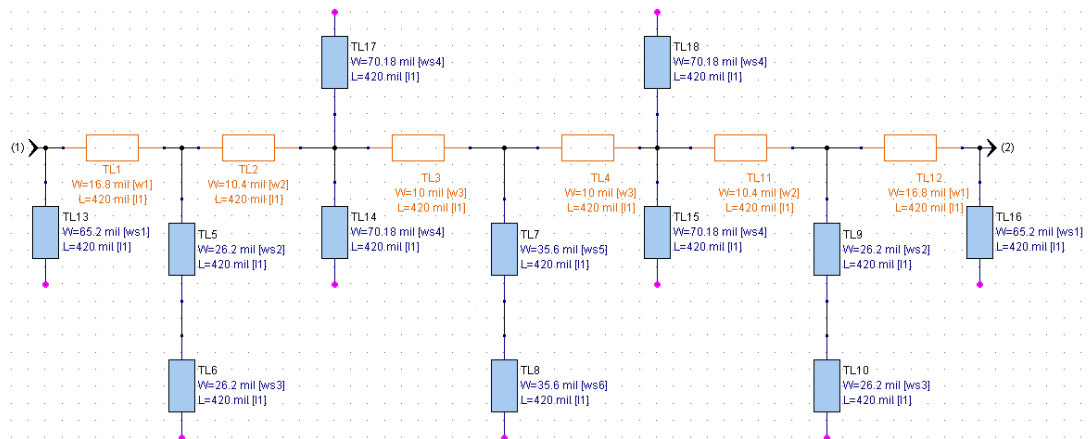 TL17
W=70.18 mil [ws4]
L=420 mil [l1]
TL18
W=70.18 mil [ws4]
L=420 mil [l1]
(1)
(2)
TL1
W=16.8 mil [w1]
L=420 mil [l1]
TL2
W=10.4 mil [w2]
L=420 mil [l1]
TL3
W=10 mil [w3]
L=420 mil [l1]
TL4
W=10 mil [w3]
L=420 mil [l1]
TL11
W=10.4 mil [w2]
L=420 mil [l1]
TL12
W=16.8 mil [w1]
L=420 mil [l1]
TL13
W=65.2 mil [ws1]
L=420 mil [l1]
TL5
W=26.2 mil [ws2]
L=420 mil [l1]
TL14
W=70.18 mil [ws4]
L=420 mil [l1]
TL7
W=35.6 mil [ws5]
L=420 mil [l1]
TL15
W=70.18 mil [ws4]
L=420 mil [l1]
TL9
W=26.2 mil [ws2]
L=420 mil [l1]
TL16
W=65.2 mil [ws1]
L=420 mil [l1]
TL6
W=26.2 mil [ws3]
L=420 mil [l1]
TL8
W=35.6 mil [ws6]
L=420 mil [l1]
TL10
W=26.2 mil [ws3]
L=420 mil [l1]